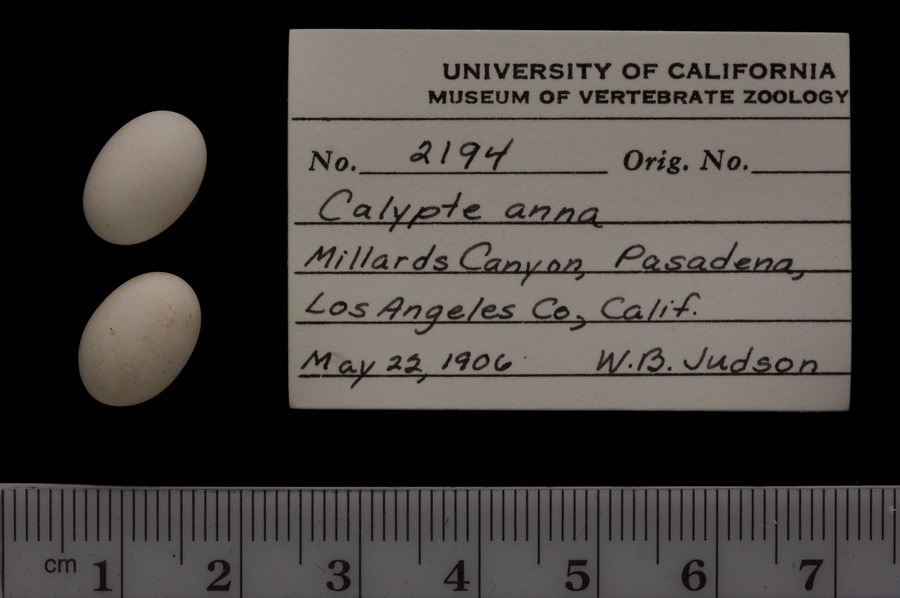 UNIVERSITY OF CALIFORNIA
MUSEUM OF VERTEBRATE ZOOLOGY
No. 2194 Orig. No.
Calypte anna
Millards Canyon, Pasadena,
Los Angeles Co, Calif.
May 22, 1906 W.B. Judson
cm 1 2 3 4 5 6 7